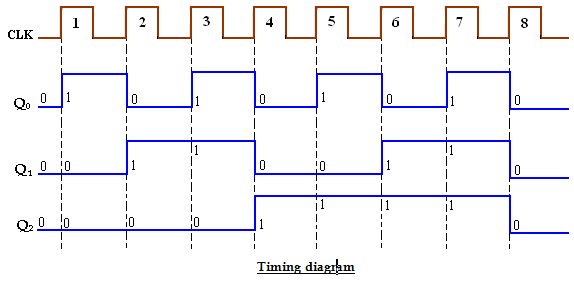 CLK 1 2 3 4 5 6 7 8
Q0 0 1 0 1 0 1 0 1 0
Q1 0 0 1 1 0 0 1 1 0
Q2 0 0 0 0 1 1 1 1 0
Timing diagram